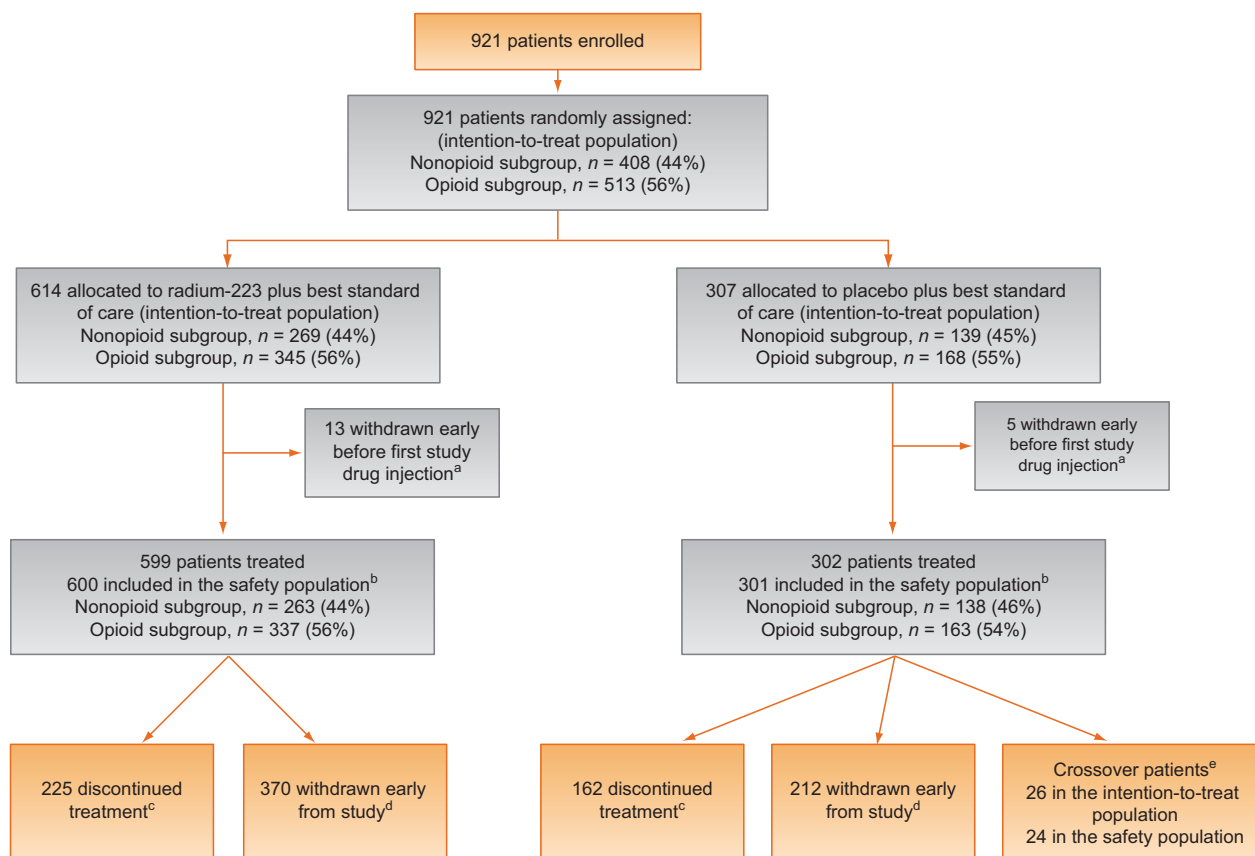 921 patients enrolled
921 patients randomly assigned:
(intention-to-treat population)
Nonopioid subgroup, n = 408 (44%)
Opioid subgroup, n = 513 (56%)
614 allocated to radium-223 plus best standard
of care (intention-to-treat population)
Nonopioid subgroup, n = 269 (44%)
Opioid subgroup, n = 345 (56%)
307 allocated to placebo plus best standard
of care (intention-to-treat population)
Nonopioid subgroup, n = 139 (45%)
Opioid subgroup, n = 168 (55%)
13 withdrawn early
before first study
drug injectionᵃ
5 withdrawn early
before first study
drug injectionᵃ
599 patients treated
600 included in the safety populationᵇ
Nonopioid subgroup, n = 263 (44%)
Opioid subgroup, n = 337 (56%)
302 patients treated
301 included in the safety populationᵇ
Nonopioid subgroup, n = 138 (46%)
Opioid subgroup, n = 163 (54%)
225 discontinued
treatmentᶜ
370 withdrawn early
from studyᵈ
162 discontinued
treatmentᶜ
212 withdrawn early
from studyᵈ
Crossover patientsᵉ
26 in the intention-to-treat
population
24 in the safety population